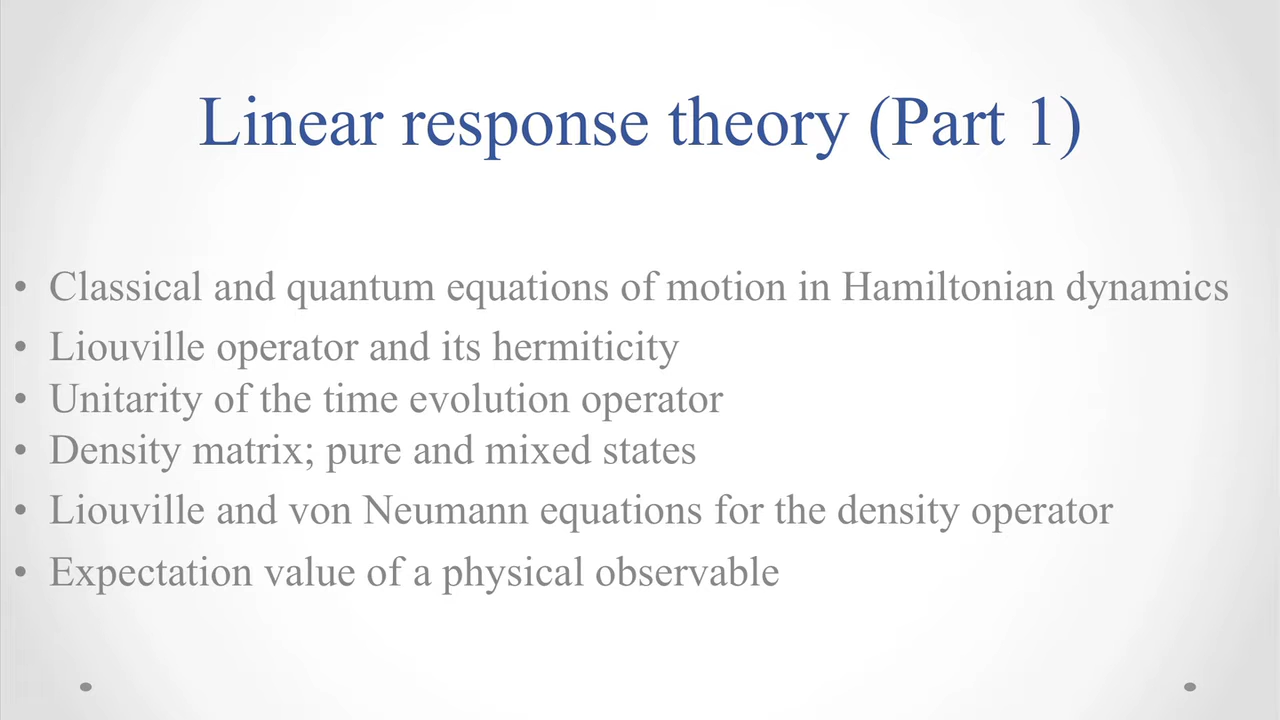 Linear response theory (Part 1)
• Classical and quantum equations of motion in Hamiltonian dynamics
• Liouville operator and its hermiticity
• Unitarity of the time evolution operator
• Density matrix; pure and mixed states
• Liouville and von Neumann equations for the density operator
• Expectation value of a physical observable